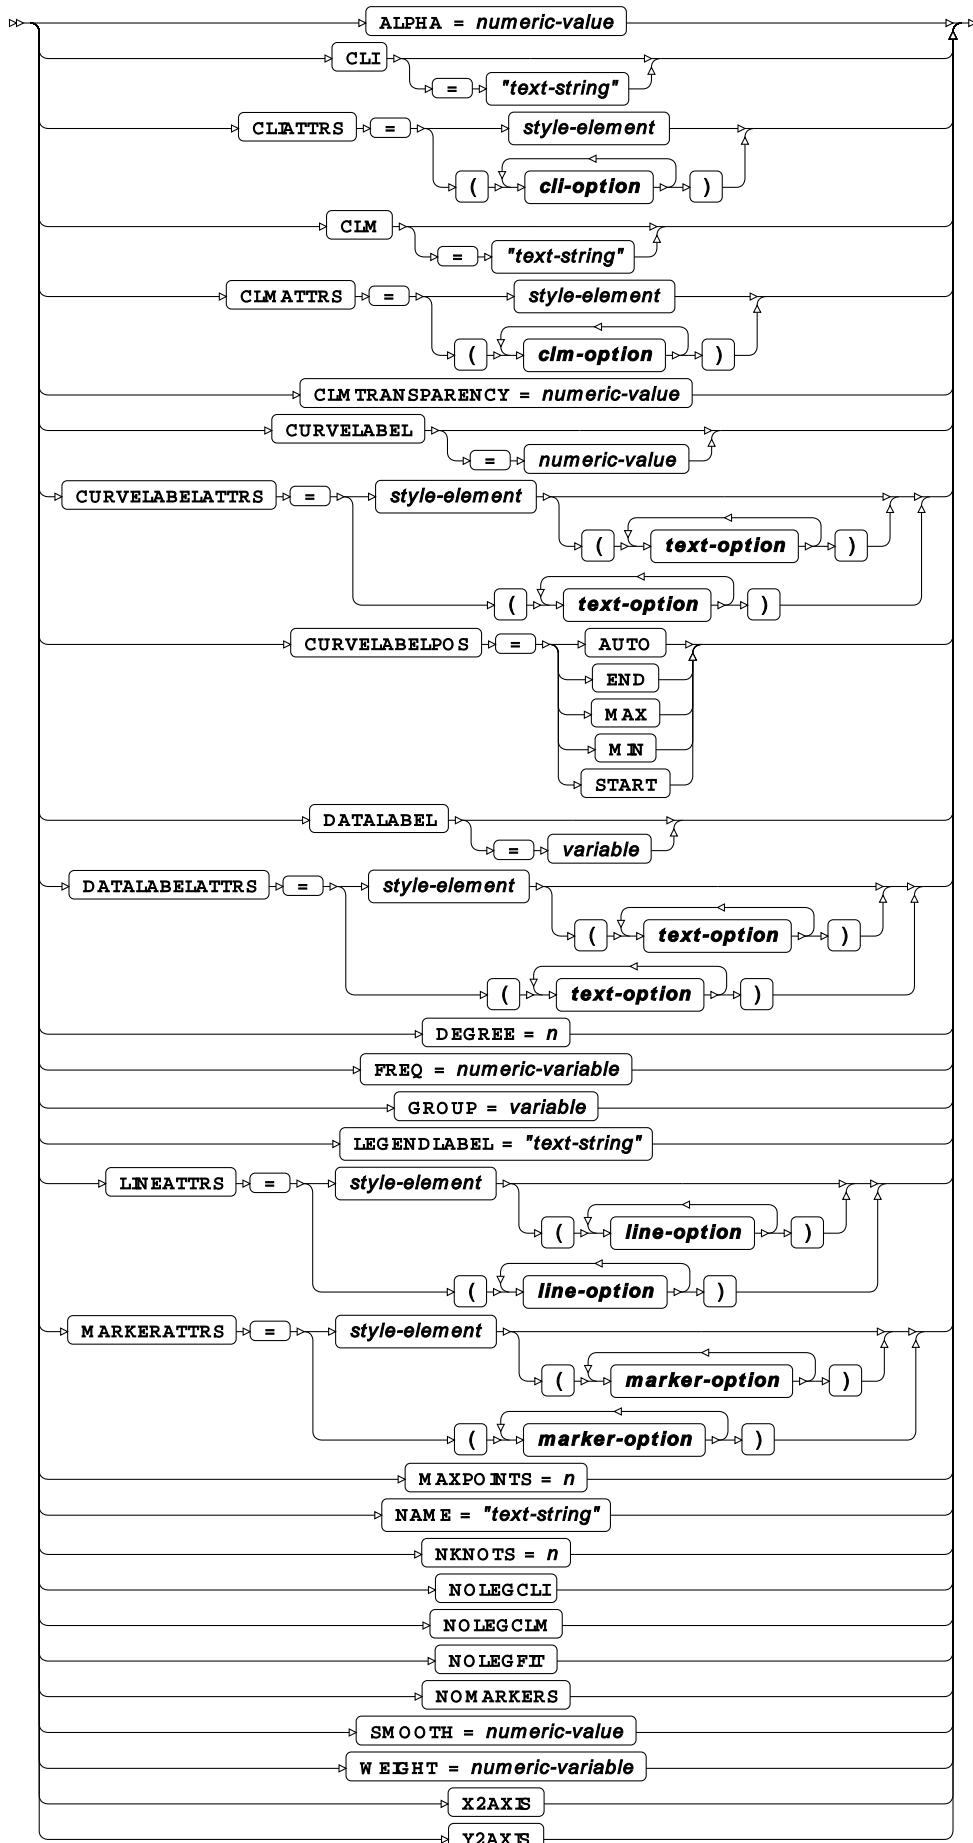 ALPHA = numeric-value
CLI
= "text-string"
CLIATTRS = style-element
( cli-option )
CLM
= "text-string"
CLMATTRS = style-element
( clm-option )
CLMTRANSPARENCY = numeric-value
CURVELABEL
= numeric-value
CURVELABELATTRS = style-element
( text-option )
( text-option )
CURVELABELPOS = AUTO
END
MAX
MIN
START
DATALABEL
= variable
DATALABELATTRS = style-element
( text-option )
( text-option )
DEGREE = n
FREQ = numeric-variable
GROUP = variable
LEGENDLABEL = "text-string"
LINEATTRS = style-element
( line-option )
( line-option )
MARKERATTRS = style-element
( marker-option )
( marker-option )
MAXPOINTS = n
NAME = "text-string"
NKNOTS = n
NOLEGCLI
NOLEGCLM
NOLEGFIT
NOMARKERS
SMOOTH = numeric-value
WEIGHT = numeric-variable
X2AXIS
Y2AXIS